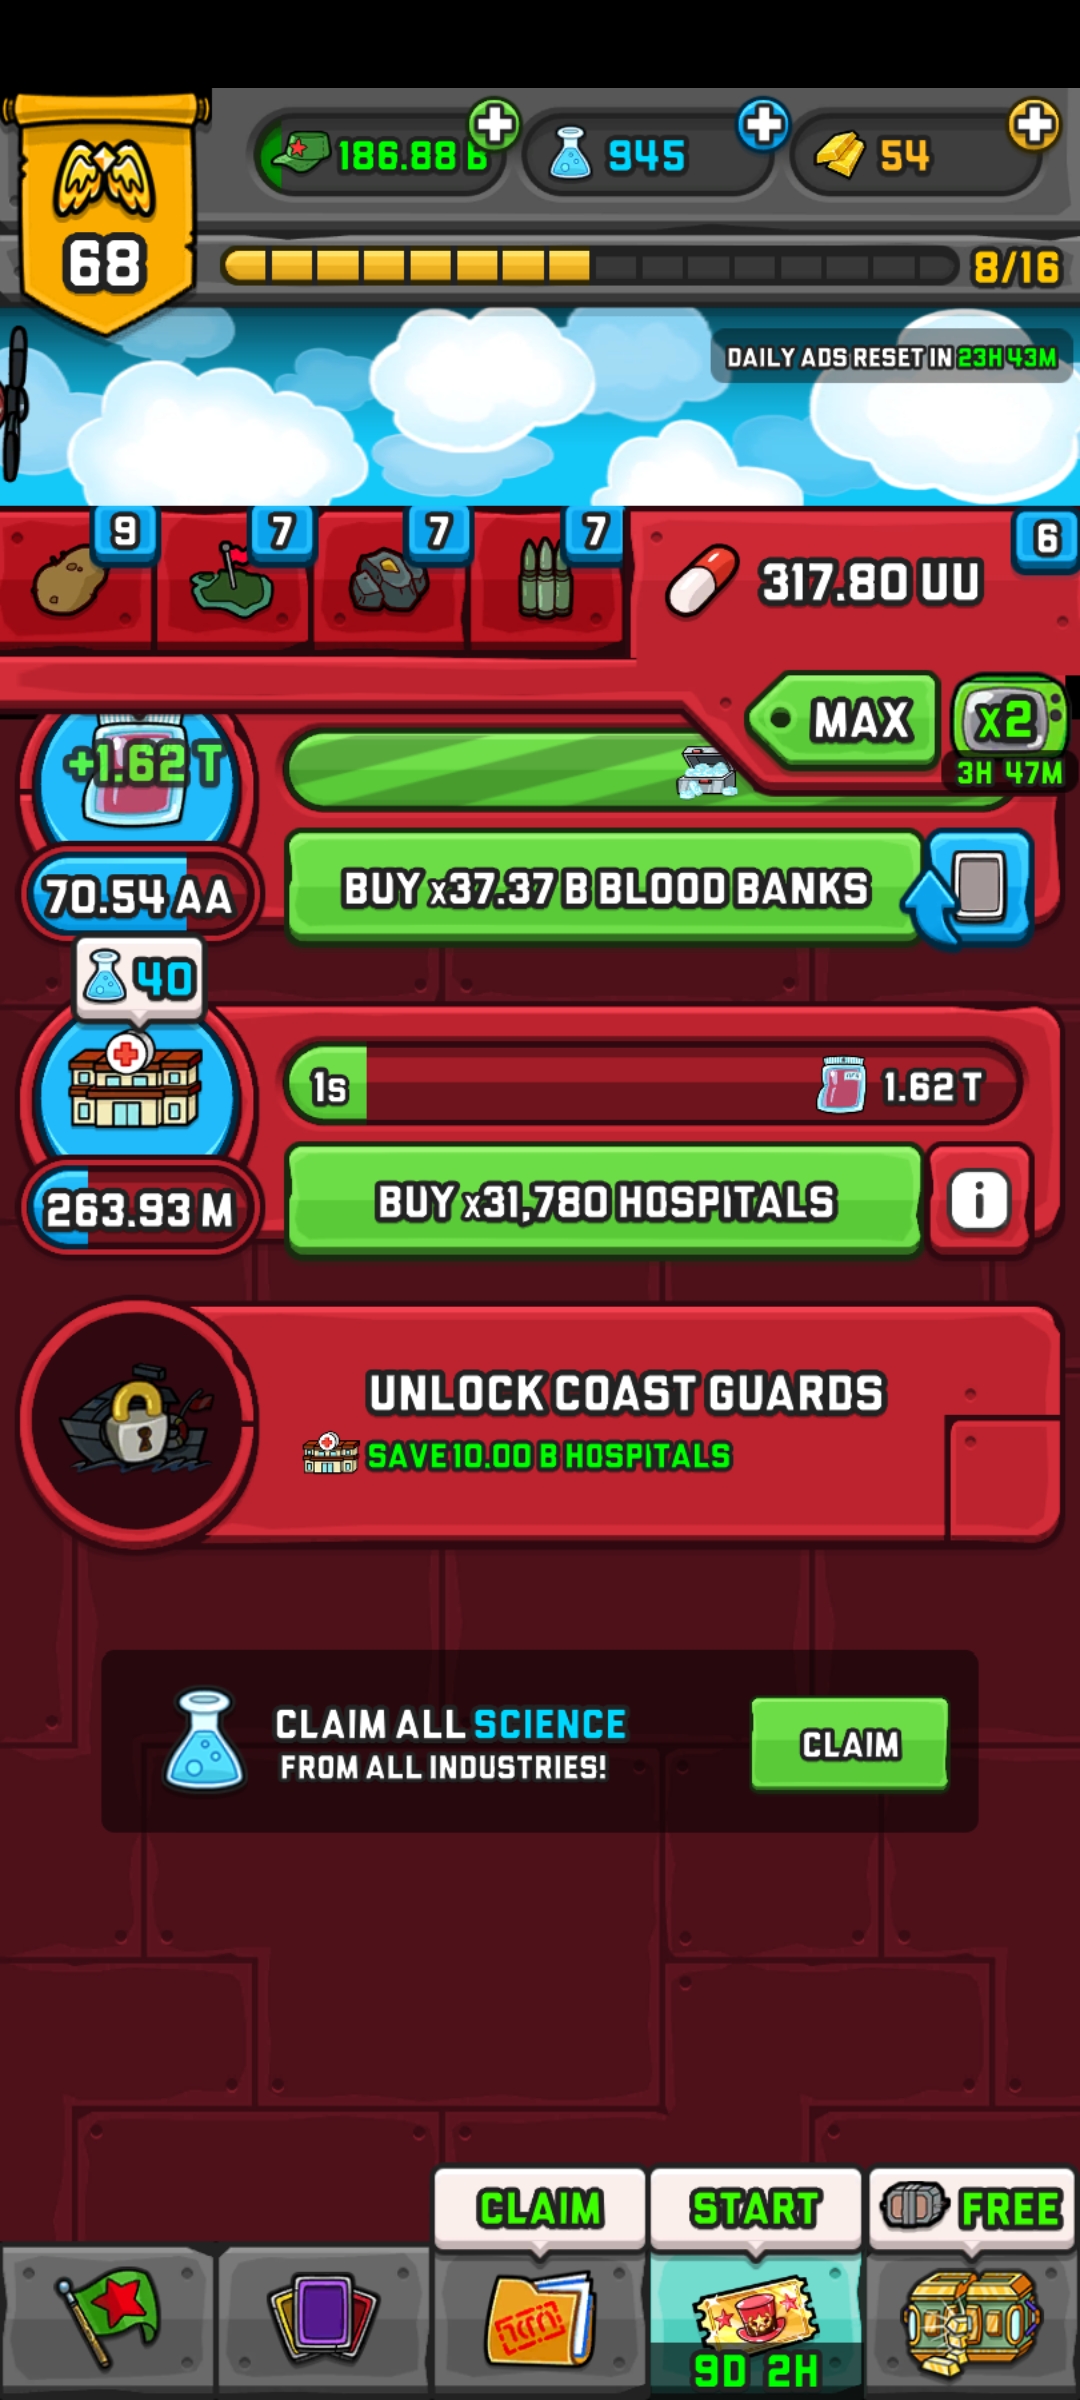 186.88 B
945
54
68
8/16
DAILY ADS RESET IN 23H 43M
9
7
7
7
6
317.80 UU
MAX
x2
3H 47M
+1.62 T
70.54 AA
BUY x37.37 B BLOOD BANKS
40
1s
1.62 T
263.93 M
BUY x31,780 HOSPITALS
i
UNLOCK COAST GUARDS
SAVE 10.00 B HOSPITALS
CLAIM ALL SCIENCE
FROM ALL INDUSTRIES!
CLAIM
CLAIM
START
FREE
9D 2H